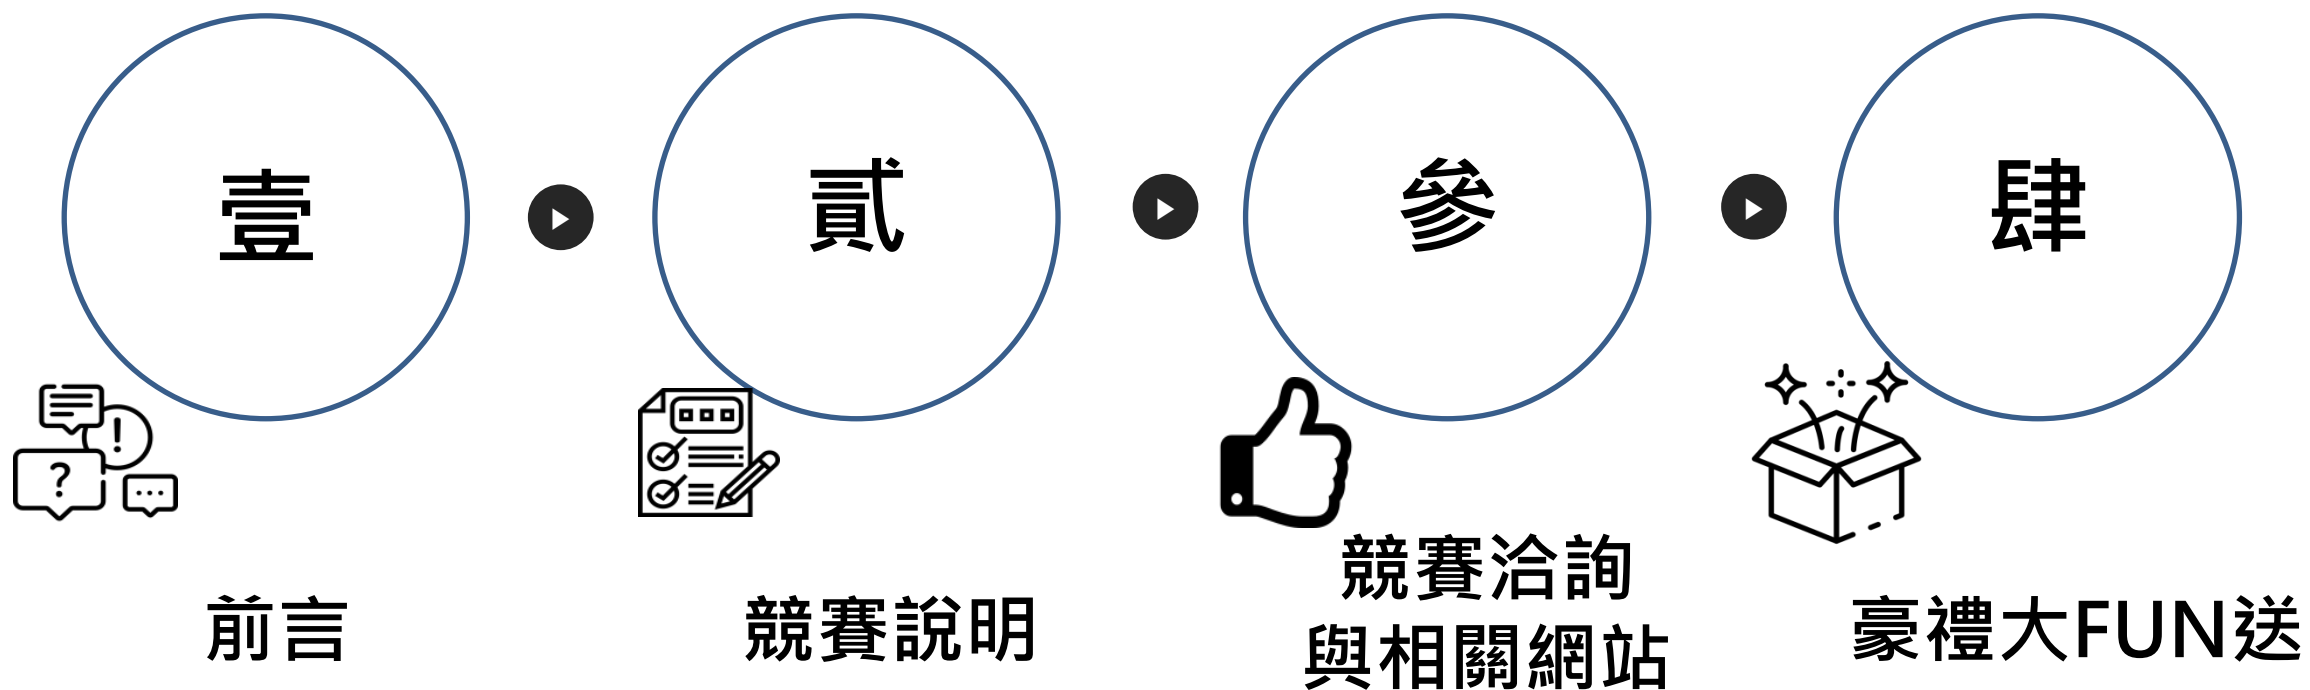 壹
貳
參
肆
前言
競賽說明
競賽洽詢
與相關網站
豪禮大FUN送